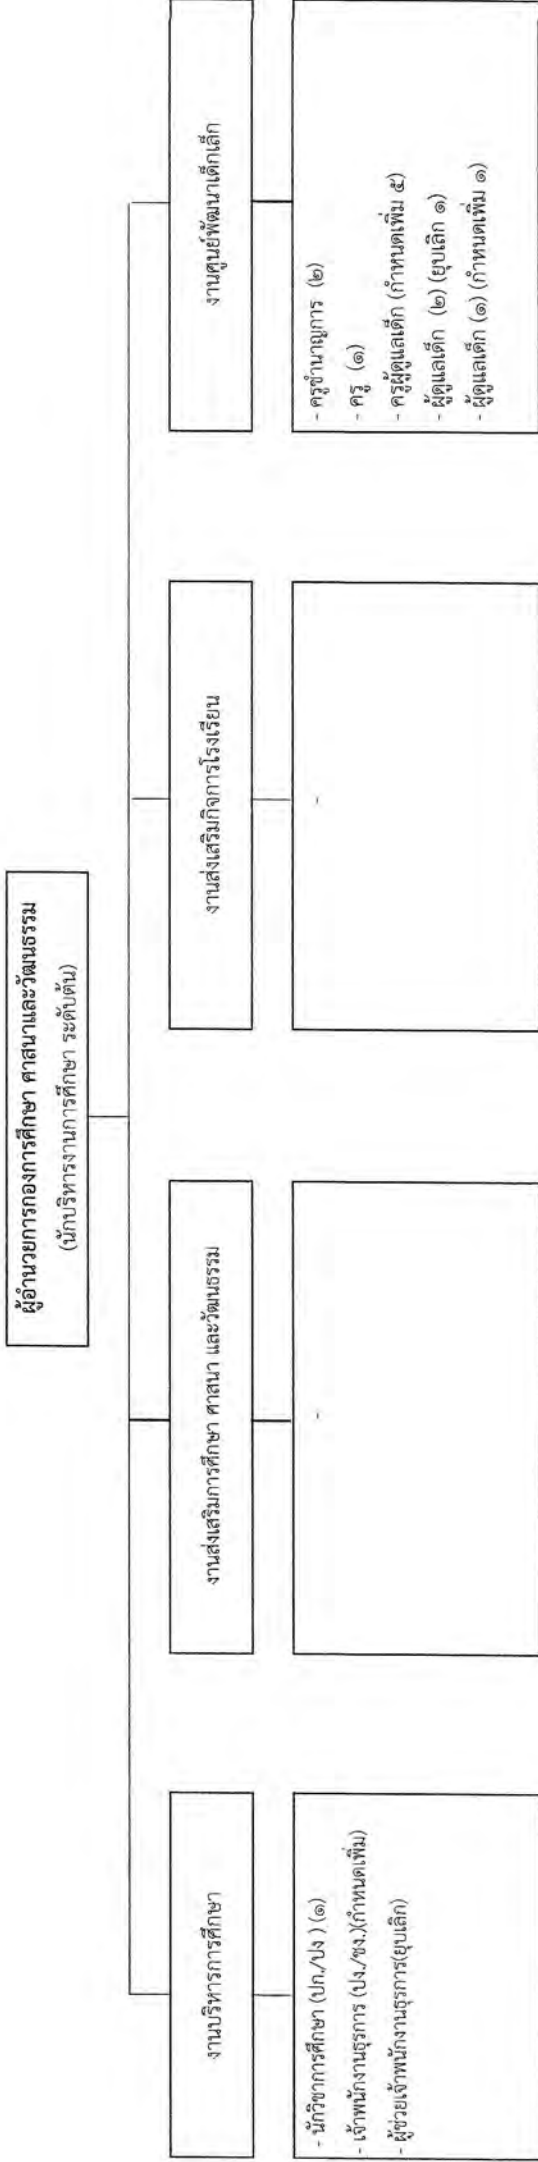 ผู้อำนวยการกองการศึกษา ศาสนาและวัฒนธรรม
(นักบริหารงานการศึกษา ระดับต้น)
งานบริหารการศึกษา
- นักวิชาการศึกษา (ปก./ปง ) (๑)
- เจ้าพนักงานธุรการ (ปง./ชง.)(กำหนดเพิ่ม)
- ผู้ช่วยเจ้าพนักงานธุรการ(ยุบเลิก)
งานส่งเสริมการศึกษา ศาสนา และวัฒนธรรม
-
งานส่งเสริมกิจการโรงเรียน
-
งานศูนย์พัฒนาเด็กเล็ก
- ครูชำนาญการ (๒)
- ครู (๑)
- ครูผู้ดูแลเด็ก (กำหนดเพิ่ม ๕)
- ผู้ดูแลเด็ก (๒) (ยุบเลิก ๑)
- ผู้ดูแลเด็ก (๑) (กำหนดเพิ่ม ๑)